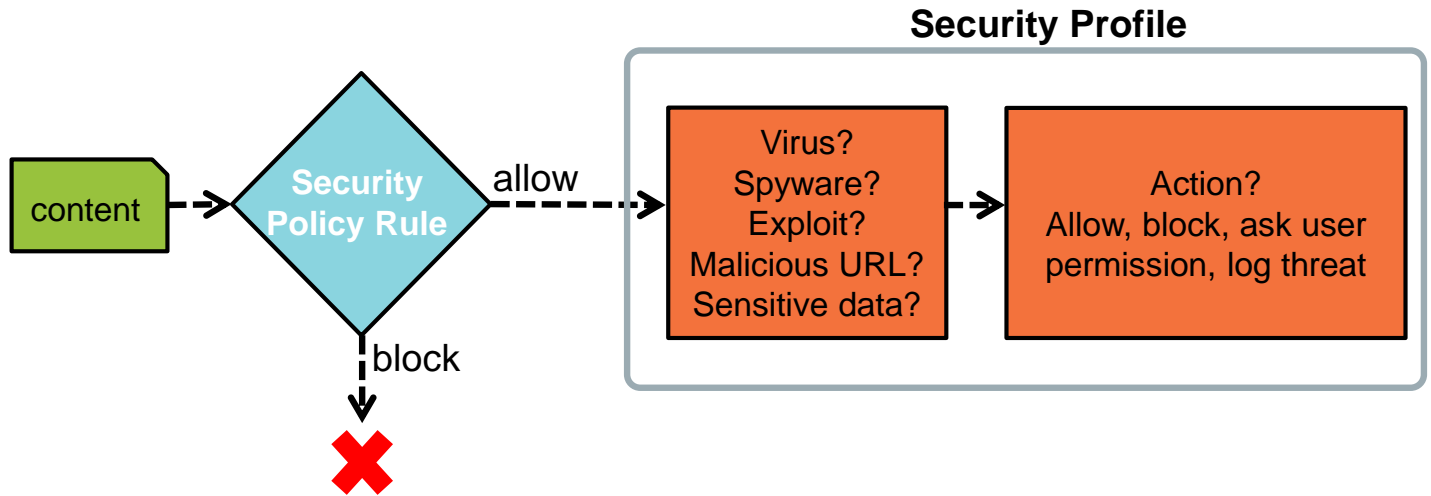 Security Profile
content
Security
Policy Rule
allow
block
Virus?
Spyware?
Exploit?
Malicious URL?
Sensitive data?
Action?
Allow, block, ask user
permission, log threat